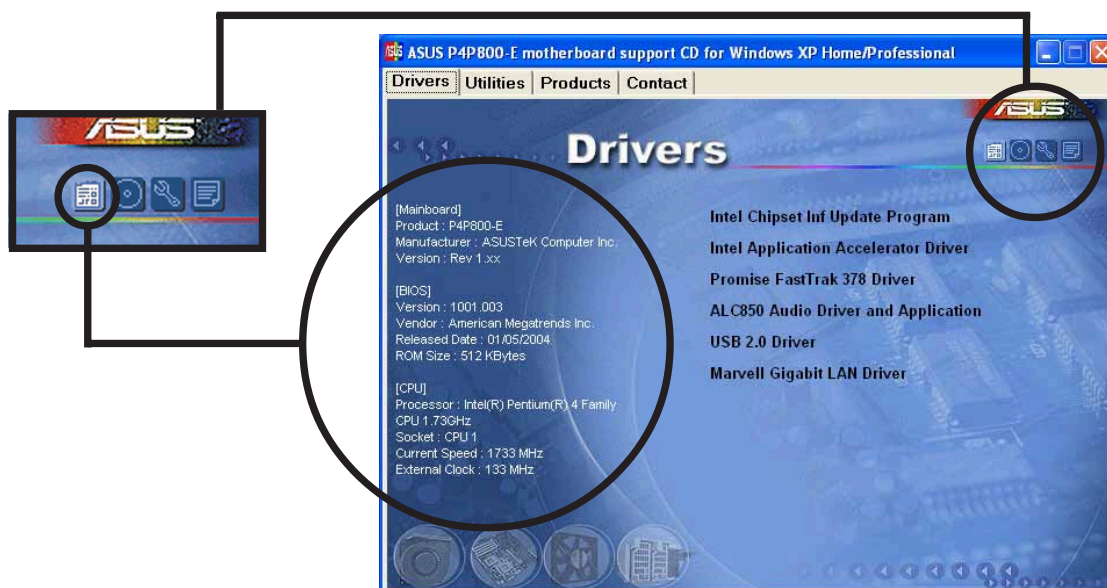 ASUS P4P800-E motherboard support CD for Windows XP Home/Professional
Drivers Utilities Products Contact
ASUS
ASUS
Drivers
[Mainboard]
Product : P4P800-E
Manufacturer : ASUSTeK Computer Inc.
Version : Rev 1.xx
[BIOS]
Version : 1001.003
Vendor : American Megatrends Inc.
Released Date : 01/05/2004
ROM Size : 512 KBytes
[CPU]
Processor : Intel(R) Pentium(R) 4 Family
CPU 1.73GHz
Socket : CPU 1
Current Speed : 1733 MHz
External Clock : 133 MHz
Intel Chipset Inf Update Program
Intel Application Accelerator Driver
Promise FastTrak 378 Driver
ALC850 Audio Driver and Application
USB 2.0 Driver
Marvell Gigabit LAN Driver